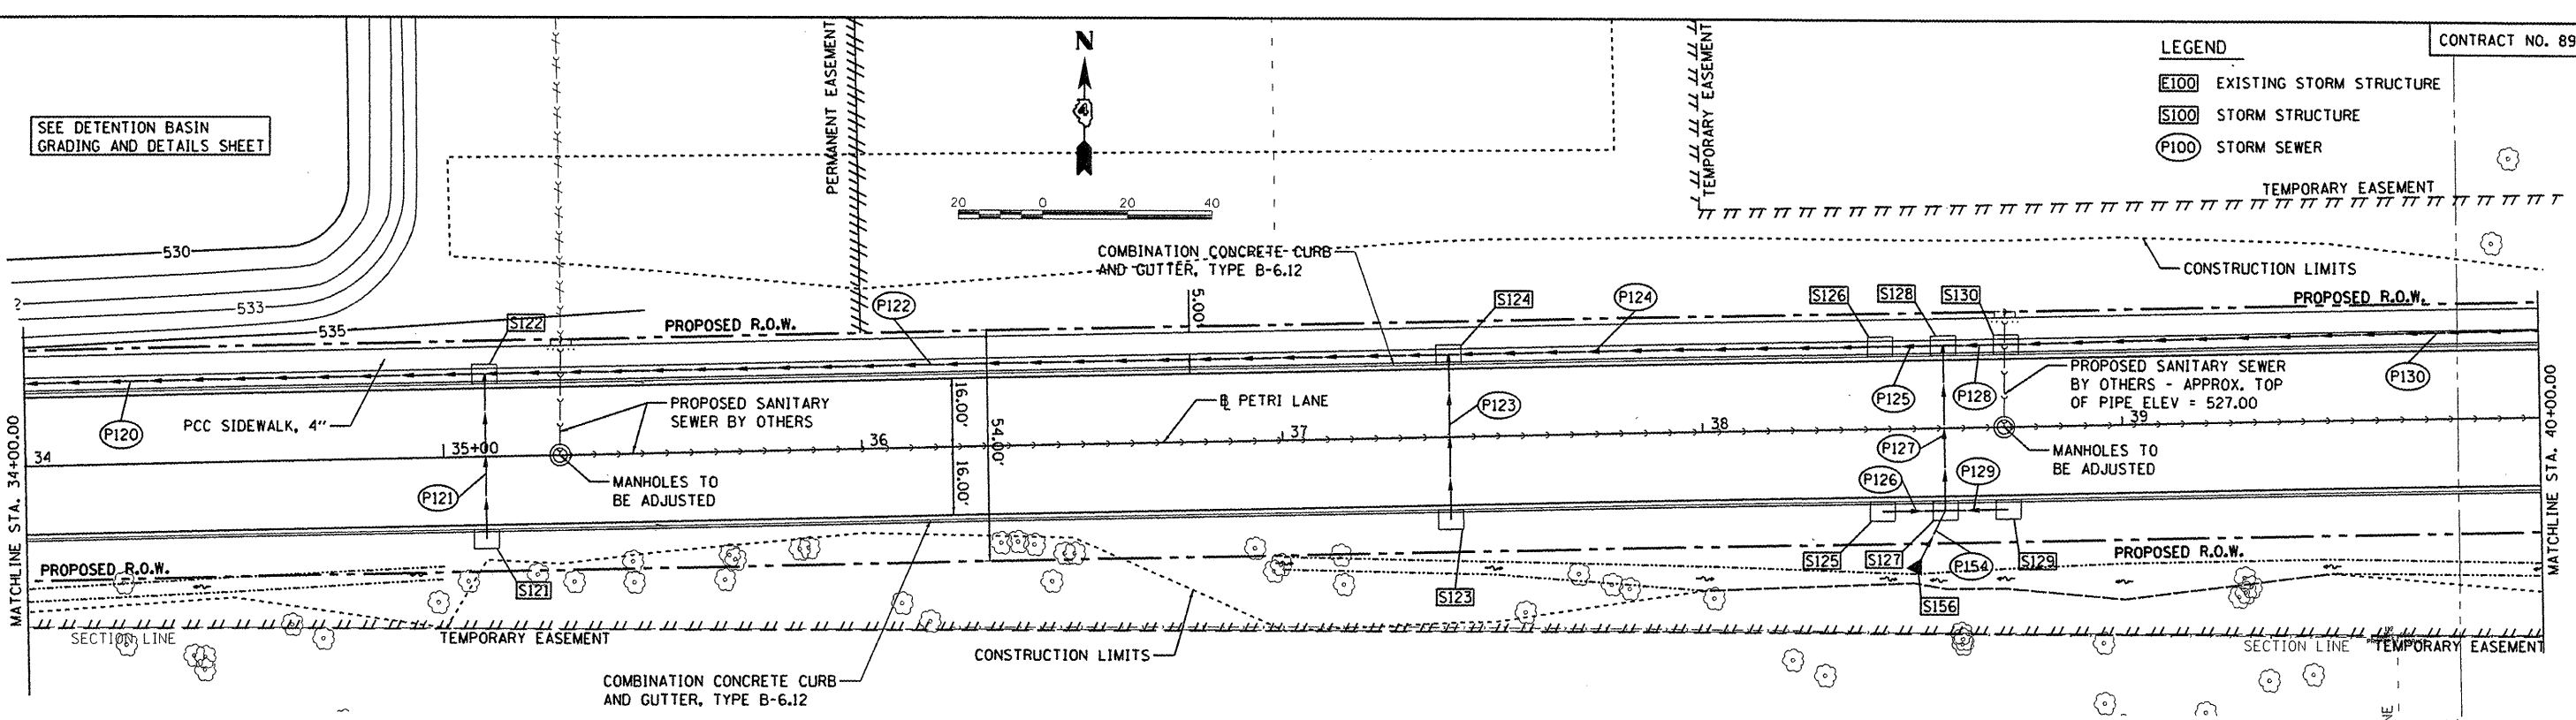 CONTRACT NO. 89
LEGEND
E100 EXISTING STORM STRUCTURE
S100 STORM STRUCTURE
P100 STORM SEWER
SEE DETENTION BASIN
GRADING AND DETAILS SHEET
PERMANENT EASEMENT
N
TEMPORARY EASEMENT
TEMPORARY EASEMENT
20 0 20 40
530
533
535
COMBINATION CONCRETE CURB
AND GUTTER, TYPE B-6.12
CONSTRUCTION LIMITS
S122
PROPOSED R.O.W.
P122
5.00'
S124
P124
S126
S128
S130
PROPOSED R.O.W.
P120
PCC SIDEWALK, 4"
PROPOSED SANITARY
SEWER BY OTHERS
16.00'
54.00'
16.00'
℄ PETRI LANE
P123
P125
P128
PROPOSED SANITARY SEWER
BY OTHERS - APPROX. TOP
OF PIPE ELEV = 527.00
P130
34
35+00
36
37
38
39
MATCHLINE STA. 34+00.00
MATCHLINE STA. 40+00.00
P121
MANHOLES TO
BE ADJUSTED
P127
P126
P129
MANHOLES TO
BE ADJUSTED
PROPOSED R.O.W.
S121
S123
S125
S127
P154
S129
S156
PROPOSED R.O.W.
SECTION LINE
TEMPORARY EASEMENT
CONSTRUCTION LIMITS
SECTION LINE
TEMPORARY EASEMENT
COMBINATION CONCRETE CURB
AND GUTTER, TYPE B-6.12